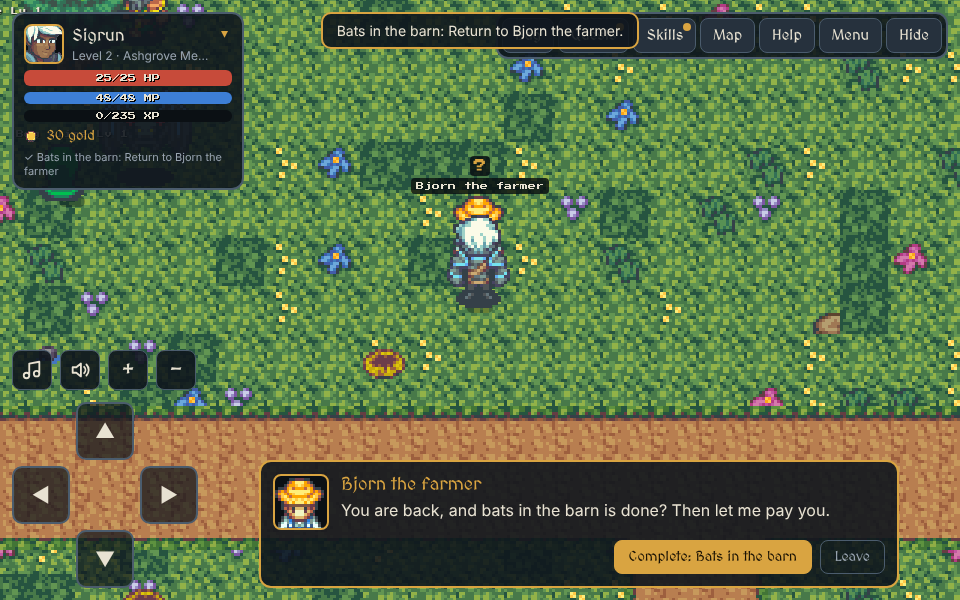 Sigrun
Level 2 · Ashgrove Me...
25/25 HP
48/48 MP
0/235 XP
30 gold
✓ Bats in the barn: Return to Bjorn the
farmer
Bats in the barn: Return to Bjorn the farmer.
Skills
Map
Help
Menu
Hide
?
Bjorn the farmer
+
−
Bjorn the farmer
You are back, and bats in the barn is done? Then let me pay you.
Complete: Bats in the barn
Leave